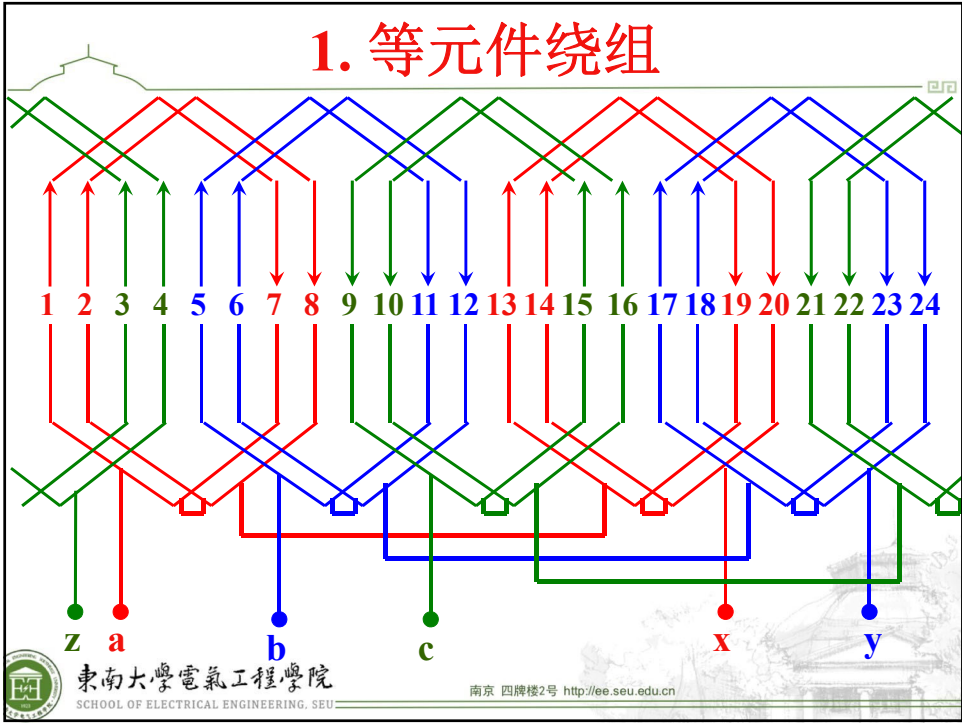 1. 等元件绕组
1 2 3 4 5 6 7 8 9 10 11 12 13 14 15 16 17 18 19 20 21 22 23 24
z a b c x y
東南大學電氣工程學院
SCHOOL OF ELECTRICAL ENGINEERING, SEU
南京 四牌楼2号 http://ee.seu.edu.cn